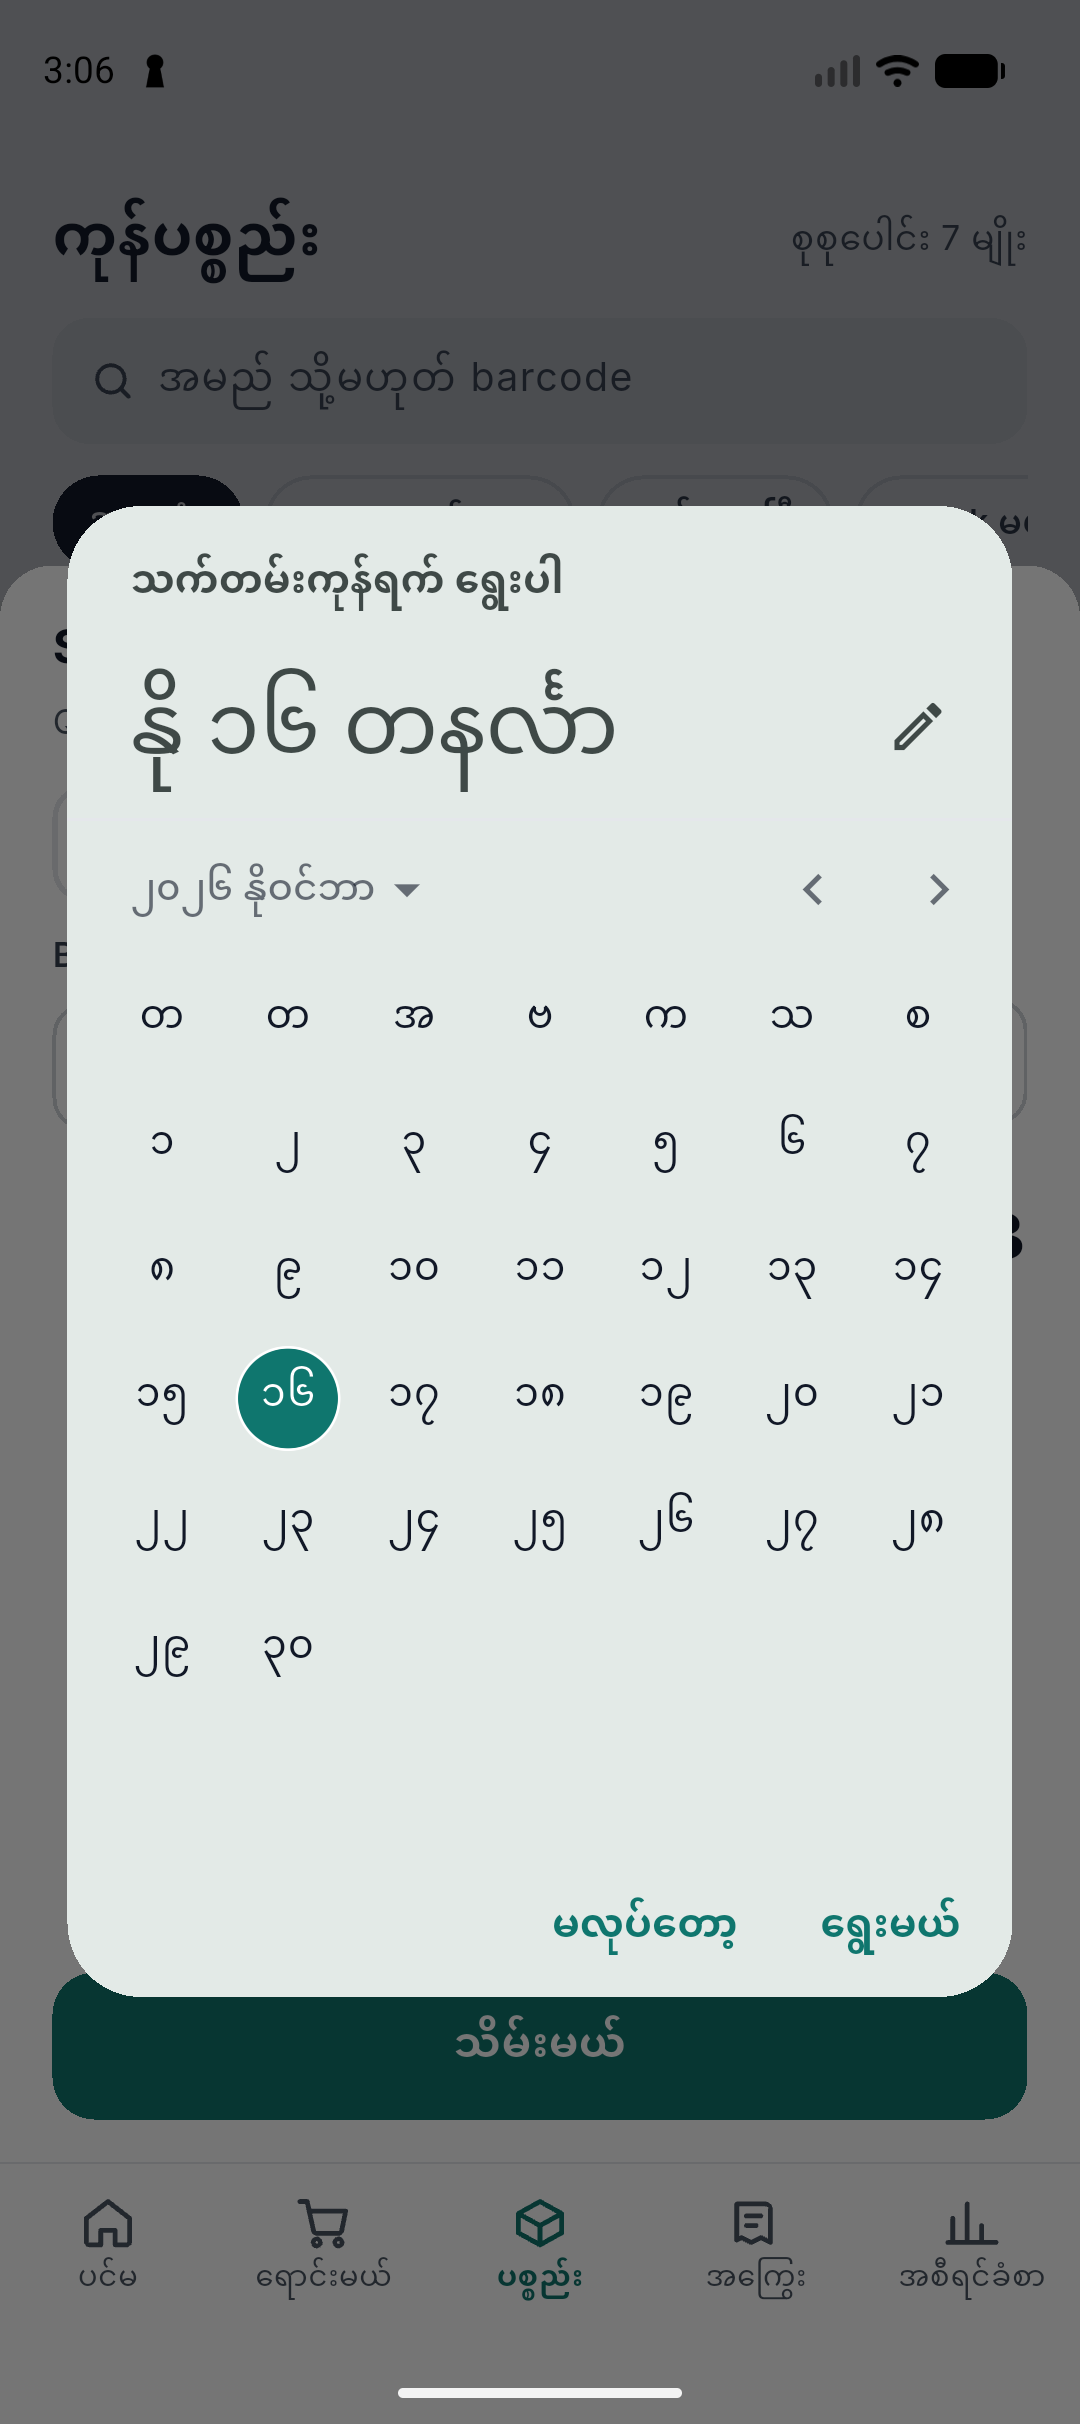 3:06
ကုန်ပစ္စည်း
စုစုပေါင်း 7 မျိုး
အမည် သို့မဟုတ် barcode
သက်တမ်းကုန်ရက် ရွေးပါ
နို ၁၆ တနင်္လာ
၂၀၂၆ နိုဝင်ဘာ
တ တ အ ဗ က သ စ
၁ ၂ ၃ ၄ ၅ ၆ ၇
၈ ၉ ၁၀ ၁၁ ၁၂ ၁၃ ၁၄
၁၅ ၁၆ ၁၇ ၁၈ ၁၉ ၂၀ ၂၁
၂၂ ၂၃ ၂၄ ၂၅ ၂၆ ၂၇ ၂၈
၂၉ ၃၀
မလုပ်တော့ ရွေးမယ်
သိမ်းမယ်
ပင်မ ရောင်းမယ် ပစ္စည်း အကြွေး အစီရင်ခံစာ